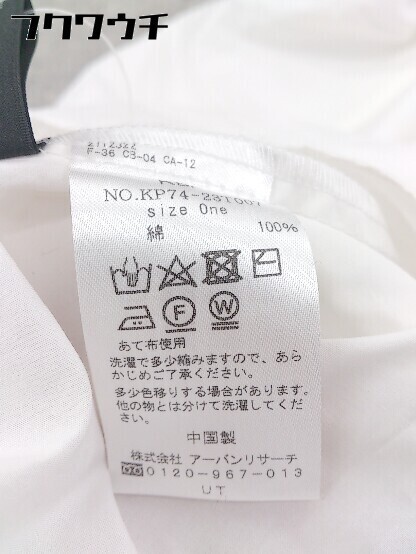 フクワウチ
F-36 CB-04 CA-12
size One
綿 100%
F
W
あて布使用
洗濯で多少縮みますので、あら
かじめご了承ください。
多少色移りする場合があります。
他の物とは分けて洗濯してくだ
さい。
中国製
株式会社 アーバンリサーチ
0120-967-013
UT